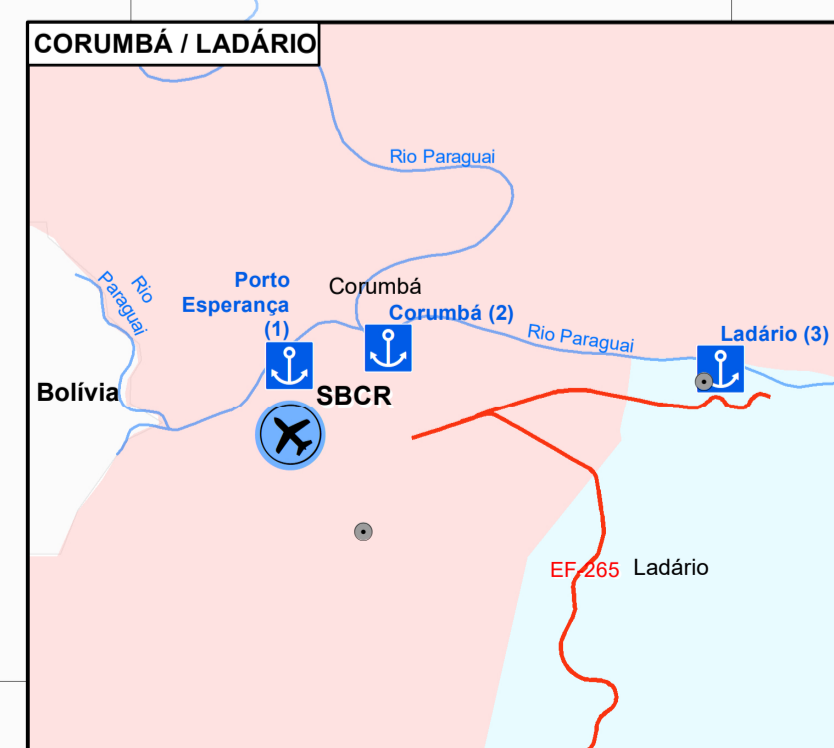 CORUMBÁ / LADÁRIO
Rio Paraguai
Rio
Paraguai
Porto
Esperança
(1)
Corumbá
Corumbá (2)
Rio Paraguai
Ladário (3)
Bolívia
SBCR
EF-265
Ladário